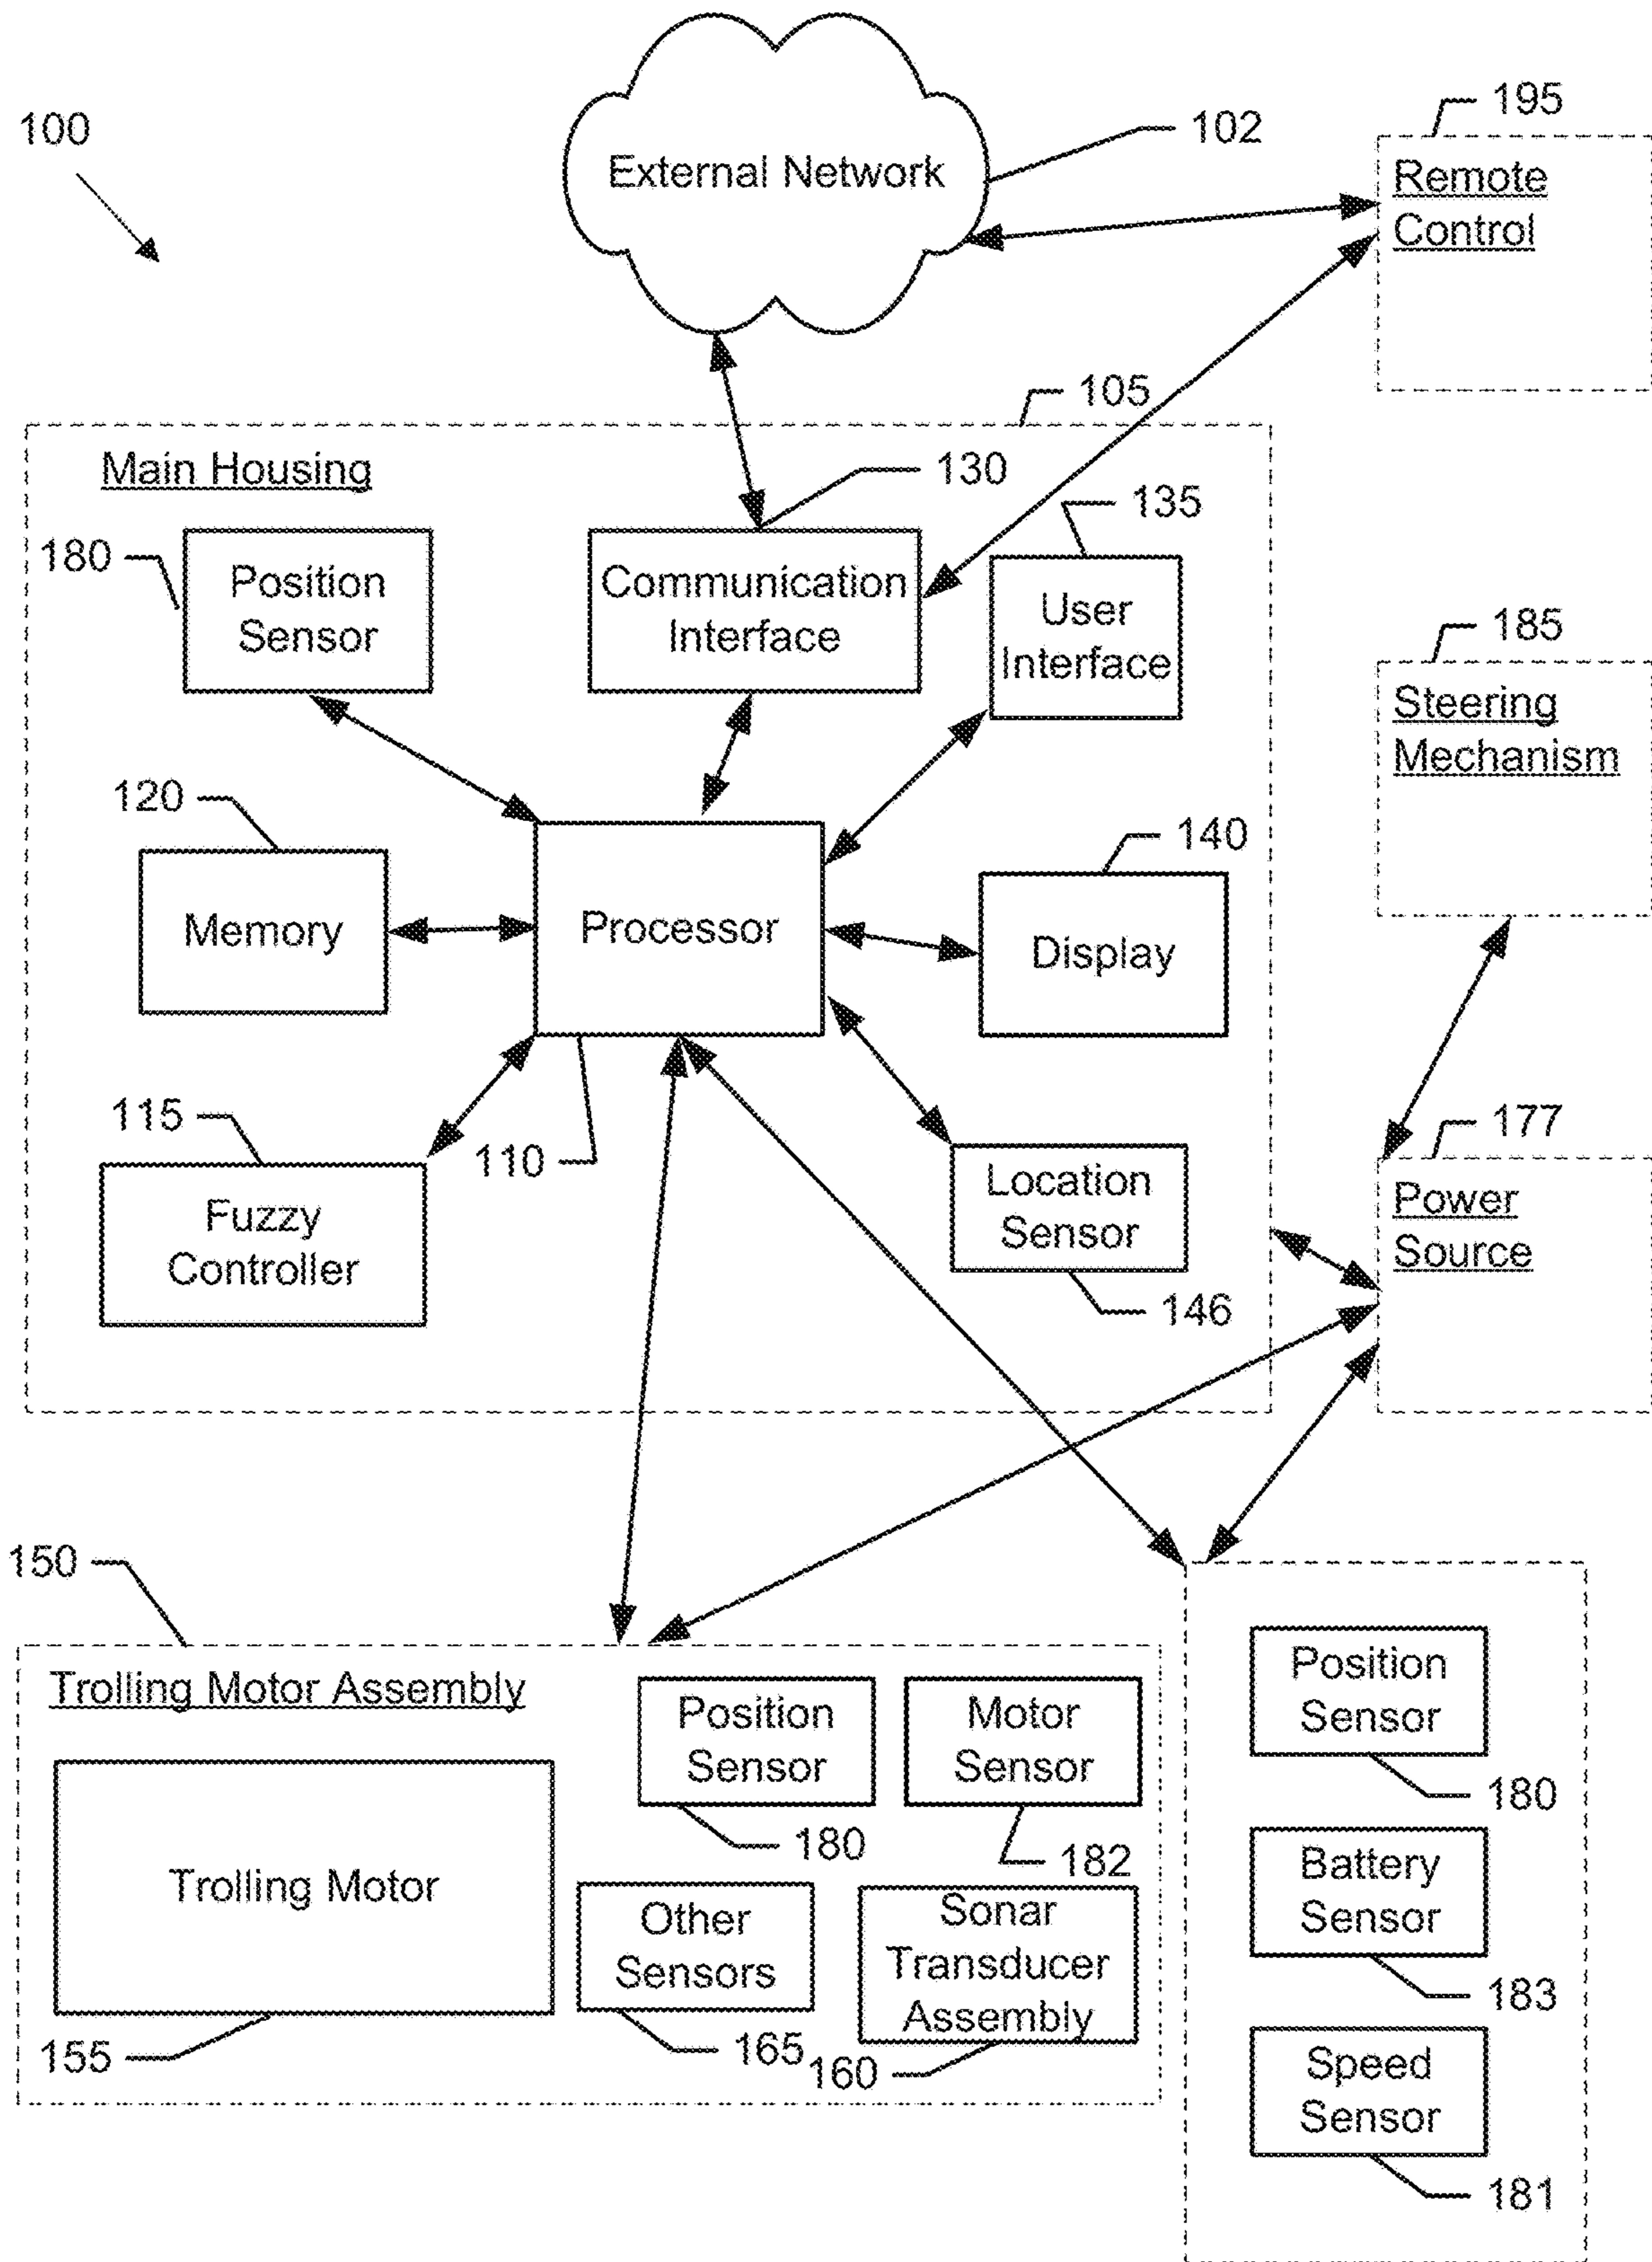 100
External Network
102
195
Remote
Control
105
Main Housing
130
135
180
Position
Sensor
Communication
Interface
User
Interface
185
Steering
Mechanism
120
140
Memory
Processor
Display
115
110
177
Fuzzy
Controller
Location
Sensor
146
Power
Source
150
Trolling Motor Assembly
Position
Sensor
180
Motor
Sensor
182
Trolling Motor
155
Other
Sensors
165
Sonar
Transducer
Assembly
160
Position
Sensor
180
Battery
Sensor
183
Speed
Sensor
181